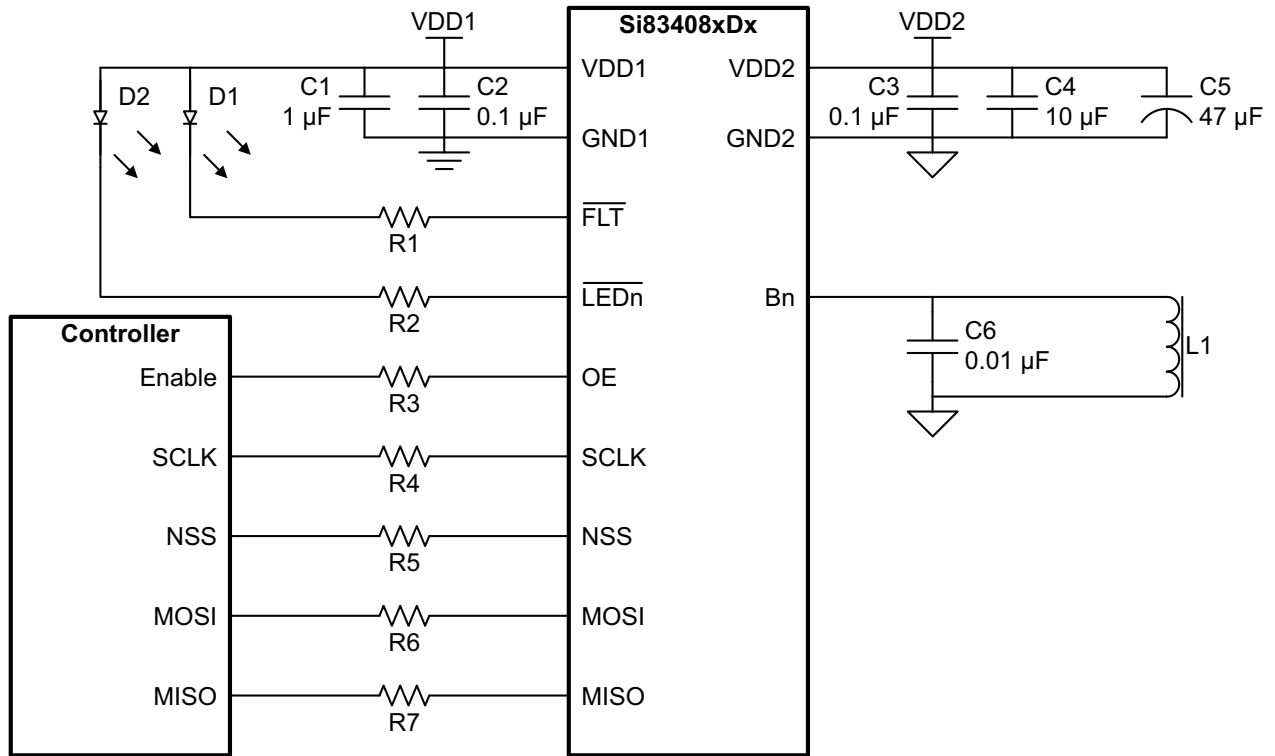 VDD1
Si83408xDx
VDD2
VDD1
VDD2
D2
D1
C1
1 µF
C2
0.1 µF
C3
0.1 µF
C4
10 µF
C5
47 µF
GND1
GND2
FLT
R1
LEDn
R2
Bn
C6
0.01 µF
L1
Controller
Enable
R3
OE
SCLK
R4
SCLK
NSS
R5
NSS
MOSI
R6
MOSI
MISO
R7
MISO